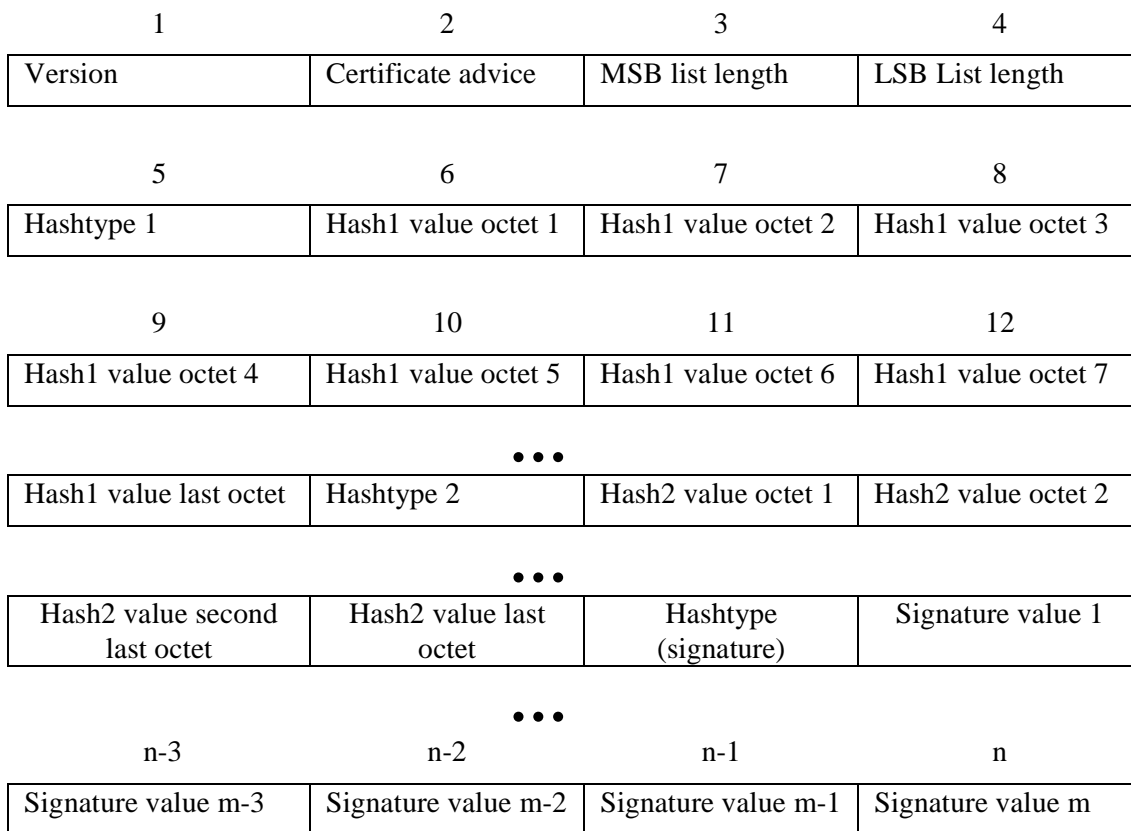 1 2 3 4
Version Certificate advice MSB list length LSB List length
5 6 7 8
Hashtype 1 Hash1 value octet 1 Hash1 value octet 2 Hash1 value octet 3
9 10 11 12
Hash1 value octet 4 Hash1 value octet 5 Hash1 value octet 6 Hash1 value octet 7
•••
Hash1 value last octet Hashtype 2 Hash2 value octet 1 Hash2 value octet 2
•••
Hash2 value second Hash2 value last Hashtype Signature value 1
last octet octet (signature)
•••
n-3 n-2 n-1 n
Signature value m-3 Signature value m-2 Signature value m-1 Signature value m